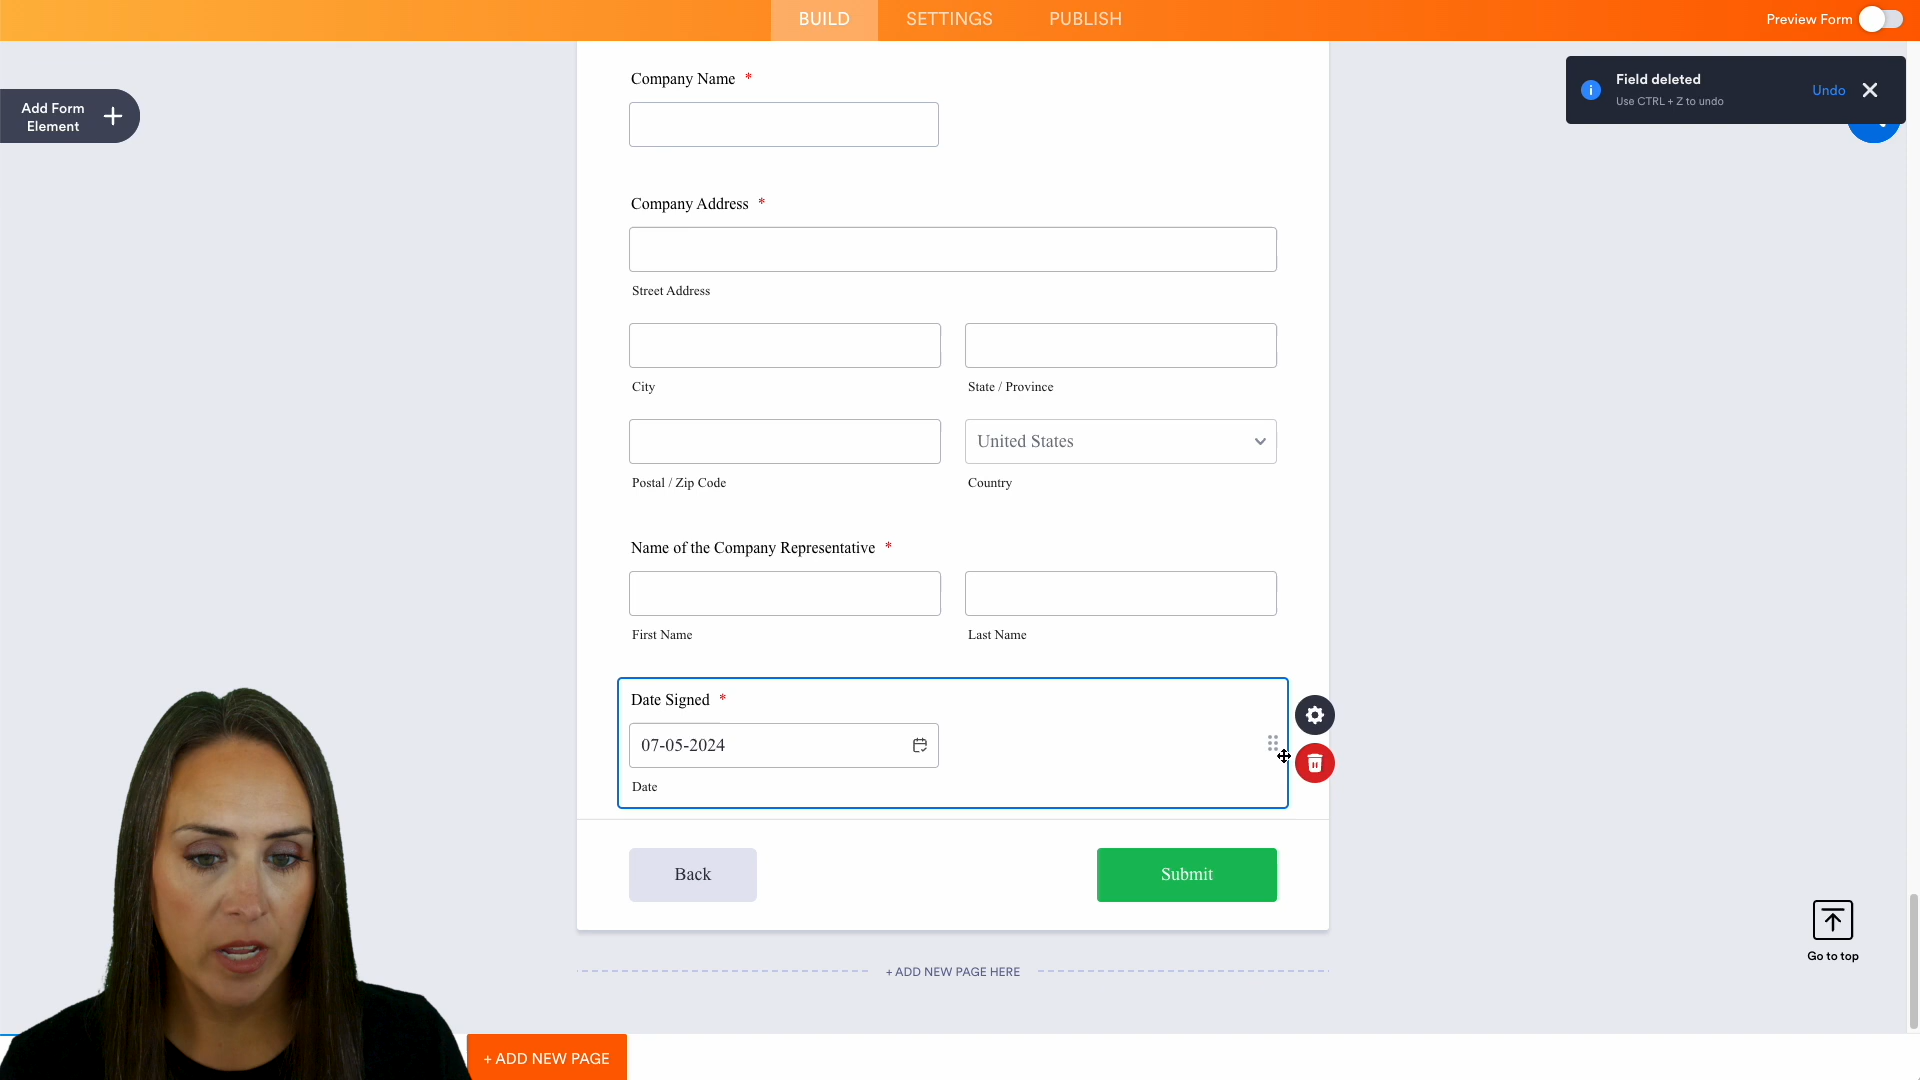 BUILD
SETTINGS
PUBLISH
Preview Form
Add Form
Element
Field deleted
Use CTRL + Z to undo
Undo
Company Name *
Company Address *
Street Address
City
State / Province
United States
Postal / Zip Code
Country
Name of the Company Representative *
First Name
Last Name
Date Signed *
07-05-2024
Date
Back
Submit
Go to top
+ ADD NEW PAGE HERE
+ ADD NEW PAGE